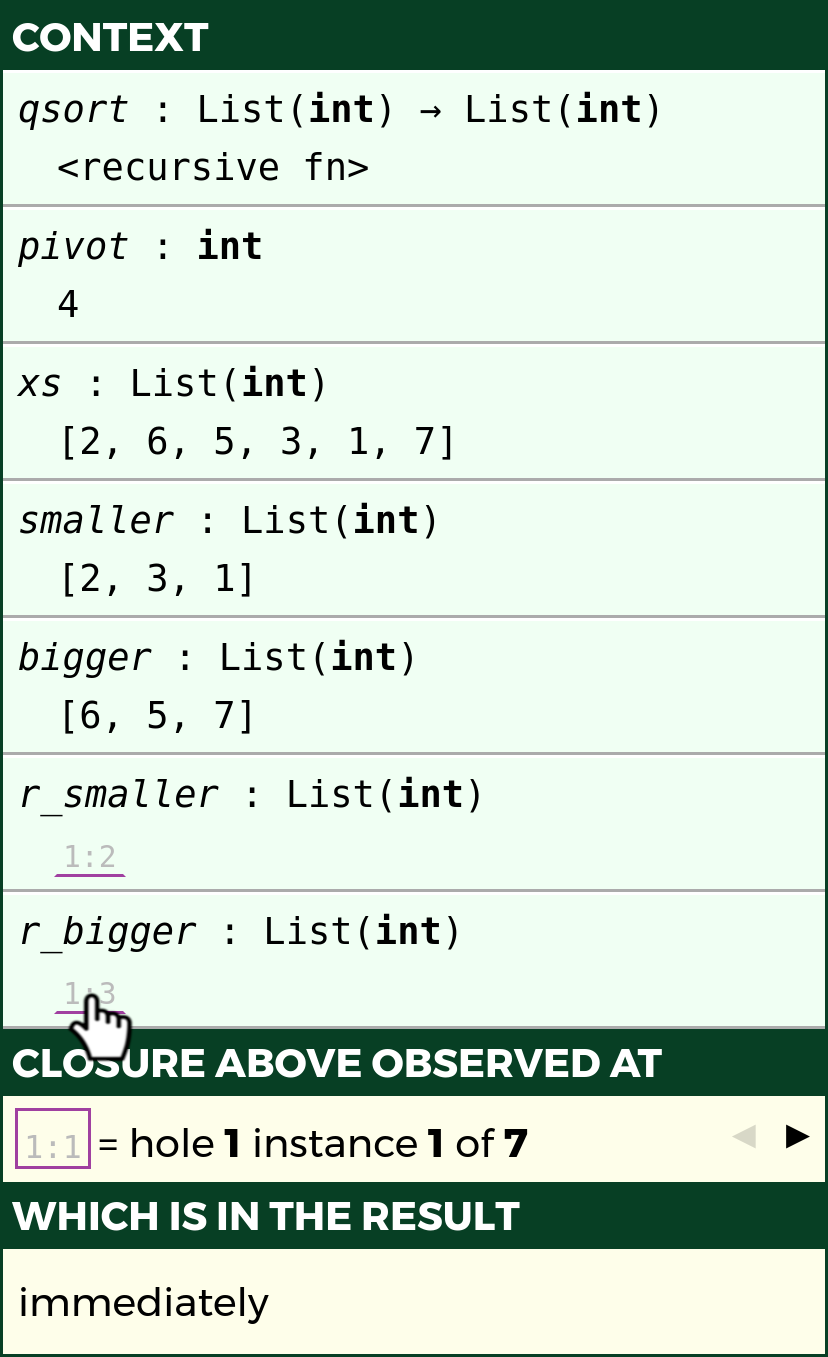 CONTEXT
qsort : List(int) → List(int)
<recursive fn>
pivot : int
4
xs : List(int)
[2, 6, 5, 3, 1, 7]
smaller : List(int)
[2, 3, 1]
bigger : List(int)
[6, 5, 7]
r_smaller : List(int)
1:2
r_bigger : List(int)
1:3
CLOSURE ABOVE OBSERVED AT
1:1 = hole 1 instance 1 of 7
WHICH IS IN THE RESULT
immediately